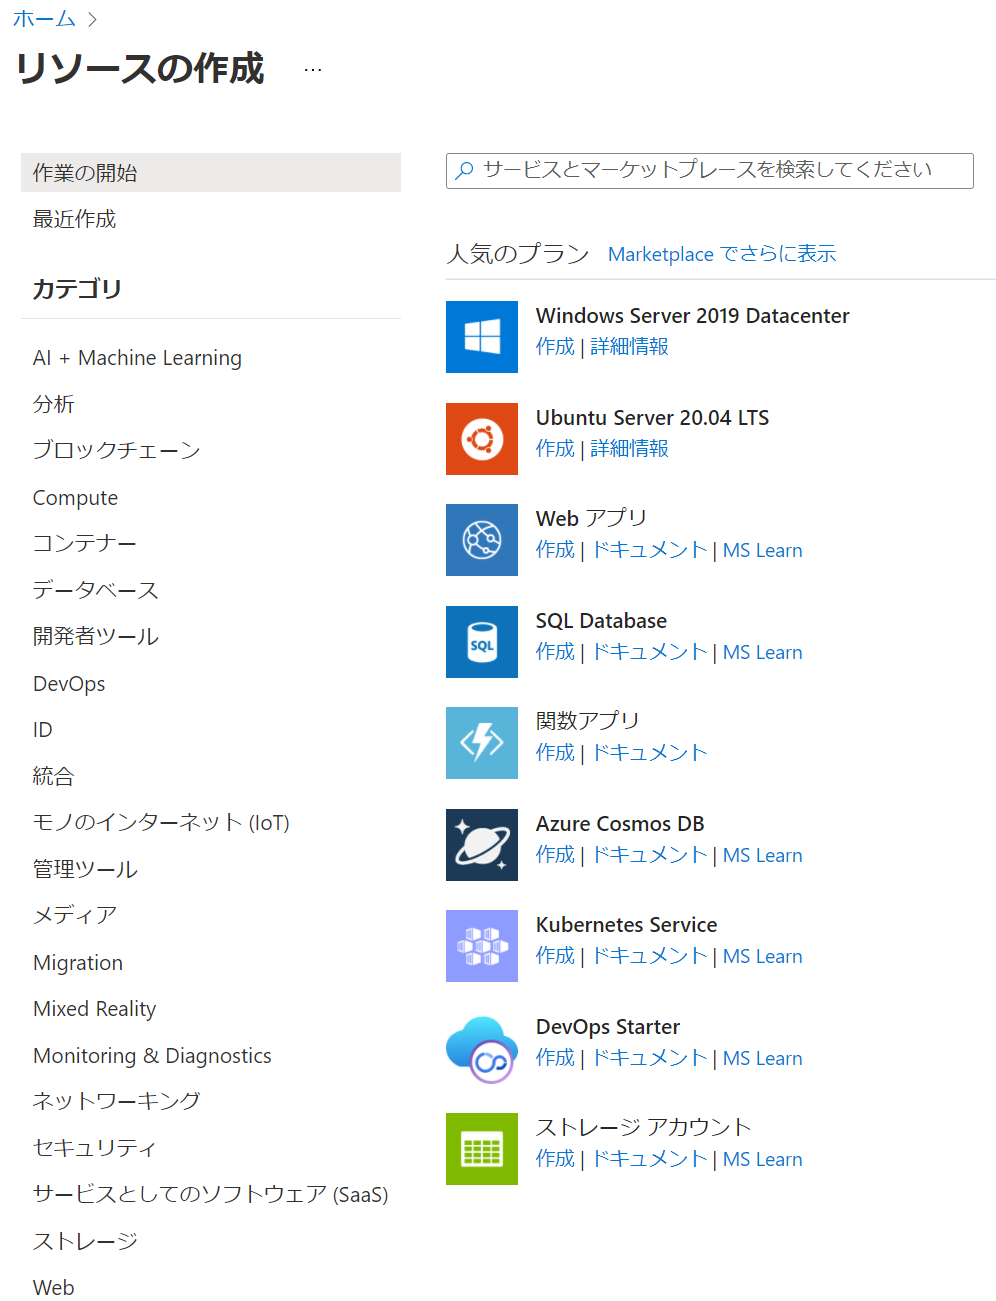 ホーム
リソースの作成 …
作業の開始
最近作成
カテゴリ
AI + Machine Learning
分析
ブロックチェーン
Compute
コンテナー
データベース
開発者ツール
DevOps
ID
統合
モノのインターネット (IoT)
管理ツール
メディア
Migration
Mixed Reality
Monitoring & Diagnostics
ネットワーキング
セキュリティ
サービスとしてのソフトウェア (SaaS)
ストレージ
Web
サービスとマーケットプレースを検索してください
人気のプラン Marketplace でさらに表示
Windows Server 2019 Datacenter
作成 | 詳細情報
Ubuntu Server 20.04 LTS
作成 | 詳細情報
Web アプリ
作成 | ドキュメント | MS Learn
SQL
SQL Database
作成 | ドキュメント | MS Learn
関数アプリ
作成 | ドキュメント
Azure Cosmos DB
作成 | ドキュメント | MS Learn
Kubernetes Service
作成 | ドキュメント | MS Learn
DevOps Starter
作成 | ドキュメント | MS Learn
ストレージ アカウント
作成 | ドキュメント | MS Learn